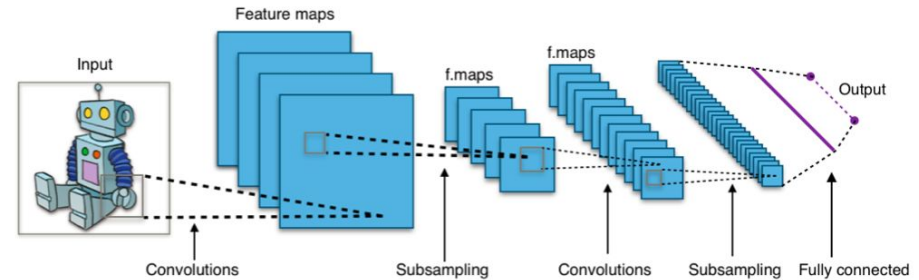 Feature maps
Input
f.maps
f.maps
Output
Convolutions
Subsampling
Convolutions
Subsampling
Fully connected